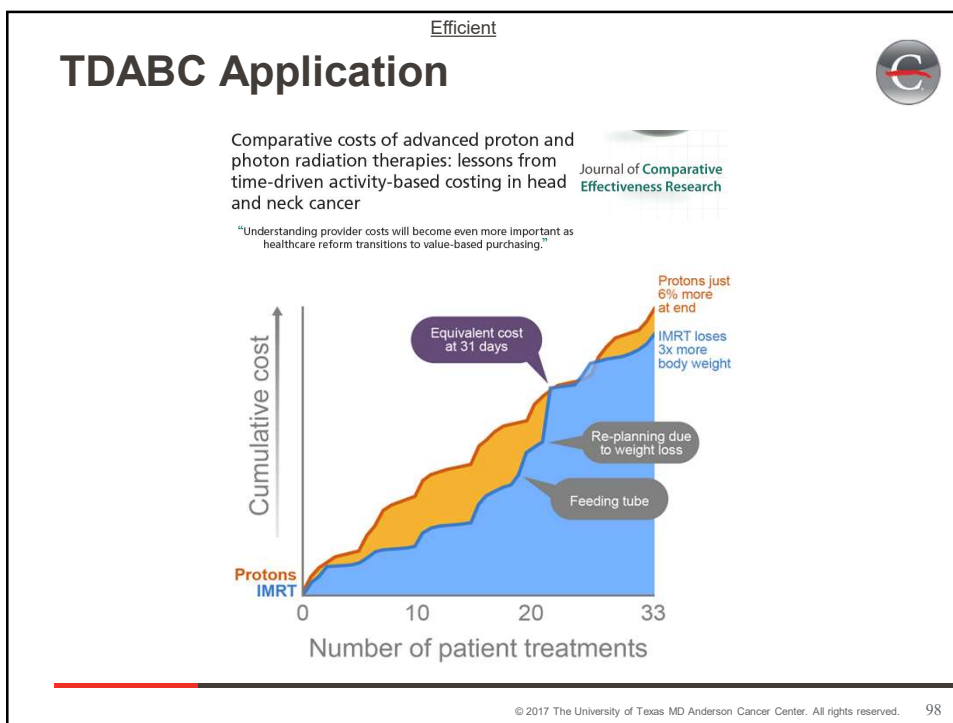 Efficient
TDABC Application
C
Comparative costs of advanced proton and
photon radiation therapies: lessons from
time-driven activity-based costing in head
and neck cancer
Journal of Comparative
Effectiveness Research
“Understanding provider costs will become even more important as
healthcare reform transitions to value-based purchasing.”
Protons just
6% more
at end
IMRT loses
3x more
body weight
Equivalent cost
at 31 days
Re-planning due
to weight loss
Feeding tube
Cumulative cost
Protons
IMRT
0 10 20 33
Number of patient treatments
© 2017 The University of Texas MD Anderson Cancer Center. All rights reserved. 98